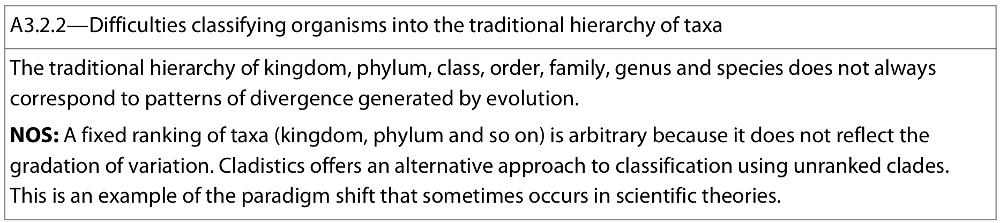 A3.2.2—Difficulties classifying organisms into the traditional hierarchy of taxa
The traditional hierarchy of kingdom, phylum, class, order, family, genus and species does not always
correspond to patterns of divergence generated by evolution.
NOS: A fixed ranking of taxa (kingdom, phylum and so on) is arbitrary because it does not reflect the
gradation of variation. Cladistics offers an alternative approach to classification using unranked clades.
This is an example of the paradigm shift that sometimes occurs in scientific theories.